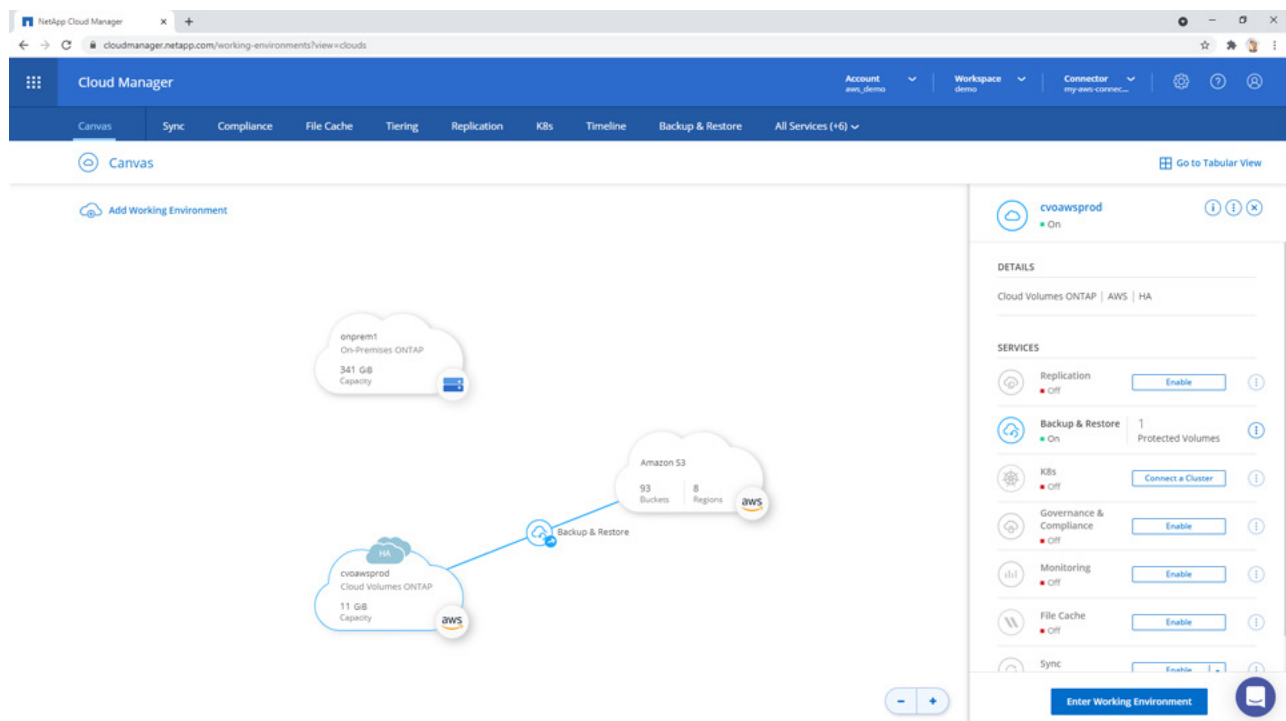 NetApp Cloud Manager
cloudmanager.netapp.com/working-environments?view=clouds
Cloud Manager
Account
aws_demo
Workspace
demo
Connector
my-aws-connec...
Canvas
Sync
Compliance
File Cache
Tiering
Replication
K8s
Timeline
Backup & Restore
All Services (+6)
Canvas
Go to Tabular View
Add Working Environment
onprem1
On-Premises ONTAP
341 GiB
Capacity
Amazon S3
93
Buckets
8
Regions
aws
Backup & Restore
HA
cvoawsprod
Cloud Volumes ONTAP
11 GiB
Capacity
aws
cvoawsprod
On
DETAILS
Cloud Volumes ONTAP | AWS | HA
SERVICES
Replication
Off
Enable
Backup & Restore
On
1
Protected Volumes
K8s
Off
Connect a Cluster
Governance &
Compliance
Off
Enable
Monitoring
Off
Enable
File Cache
Off
Enable
Sync
Enable
Enter Working Environment